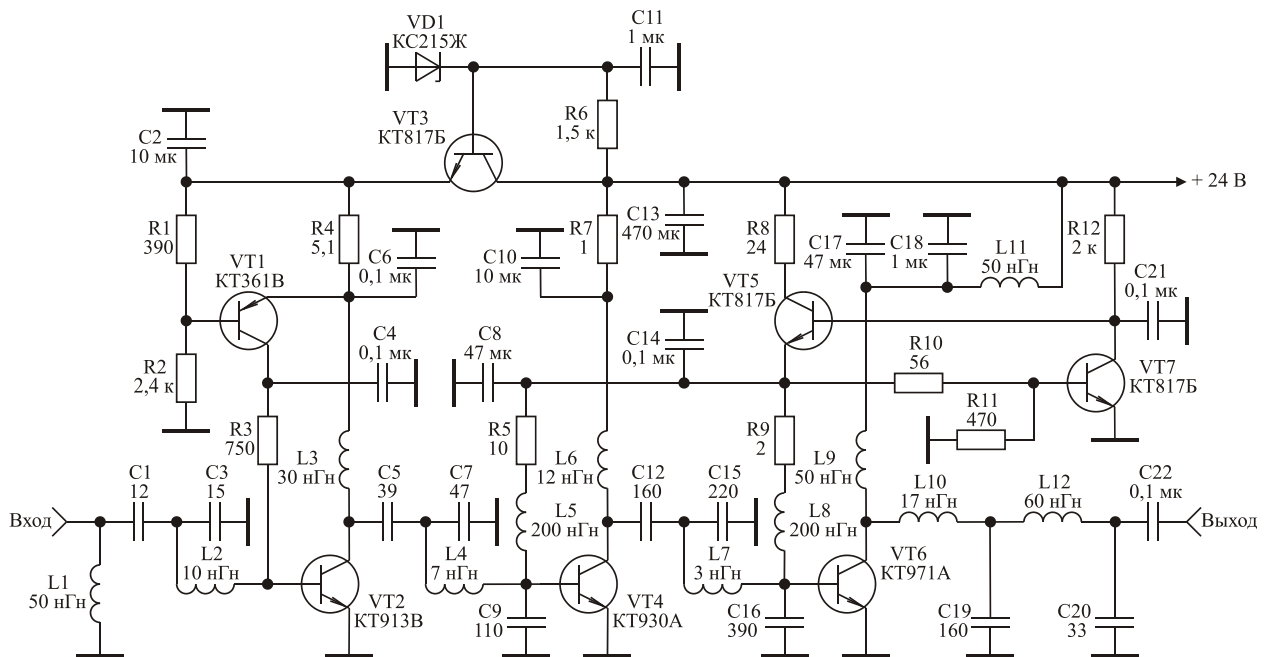 VD1
КС215Ж
C11
1 мк
C2
10 мк
VT3
КТ817Б
R6
1,5 к
+ 24 В
R1
390
R4
5,1
C6
0,1 мк
C10
10 мк
R7
1
C13
470 мк
R8
24
C17
47 мк
C18
1 мк
L11
50 нГн
R12
2 к
VT1
КТ361В
VT5
КТ817Б
C21
0,1 мк
R2
2,4 к
C4
0,1 мк
C8
47 мк
C14
0,1 мк
R10
56
VT7
КТ817Б
R3
750
R5
10
R9
2
R11
470
L3
30 нГн
L6
12 нГн
L9
50 нГн
Вход
C1
12
C3
15
C5
39
C7
47
L5
200 нГн
C12
160
C15
220
L8
200 нГн
L10
17 нГн
L12
60 нГн
C22
0,1 мк
Выход
L1
50 нГн
L2
10 нГн
VT2
КТ913В
L4
7 нГн
C9
110
VT4
КТ930А
L7
3 нГн
C16
390
VT6
КТ971А
C19
160
C20
33